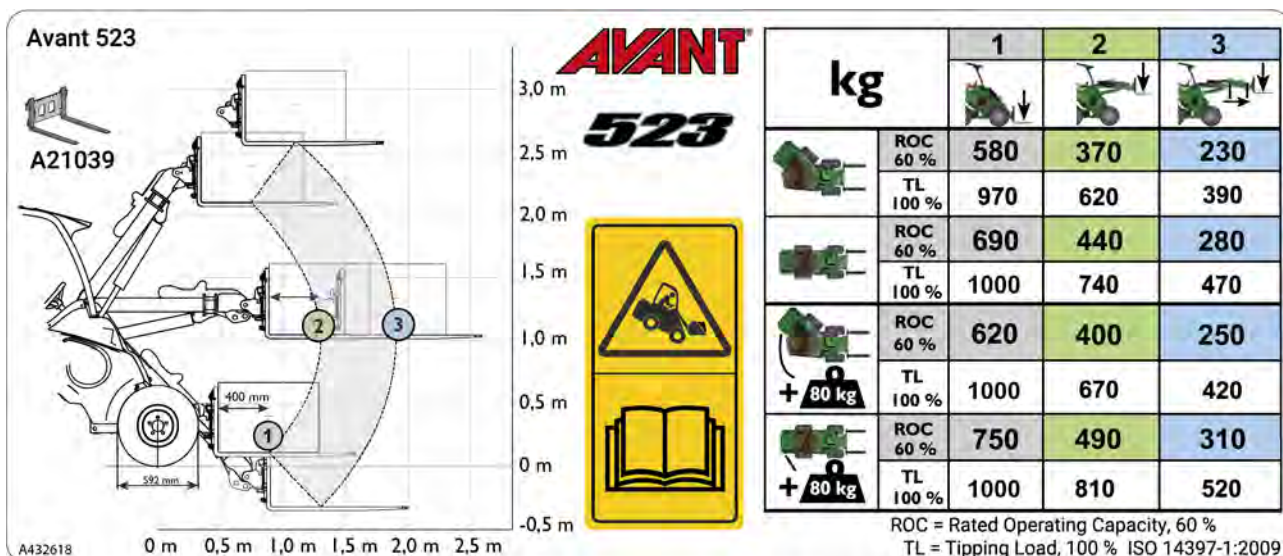 Avant 523
A21039
3,0 m
2,5 m
2,0 m
1,5 m
1,0 m
0,5 m
0 m
-0,5 m
2
3
400 mm
1
592 mm
A432618
0 m 0,5 m 1,0 m 1,5 m 2,0 m 2,5 m
AVANT®
523
kg
1 2 3
ROC 60 % 580 370 230
TL 100 % 970 620 390
ROC 60 % 690 440 280
TL 100 % 1000 740 470
ROC 60 % 620 400 250
+ 80 kg
TL 100 % 1000 670 420
ROC 60 % 750 490 310
+ 80 kg
TL 100 % 1000 810 520
ROC = Rated Operating Capacity, 60 %
TL = Tipping Load, 100 % ISO 14397-1:2009